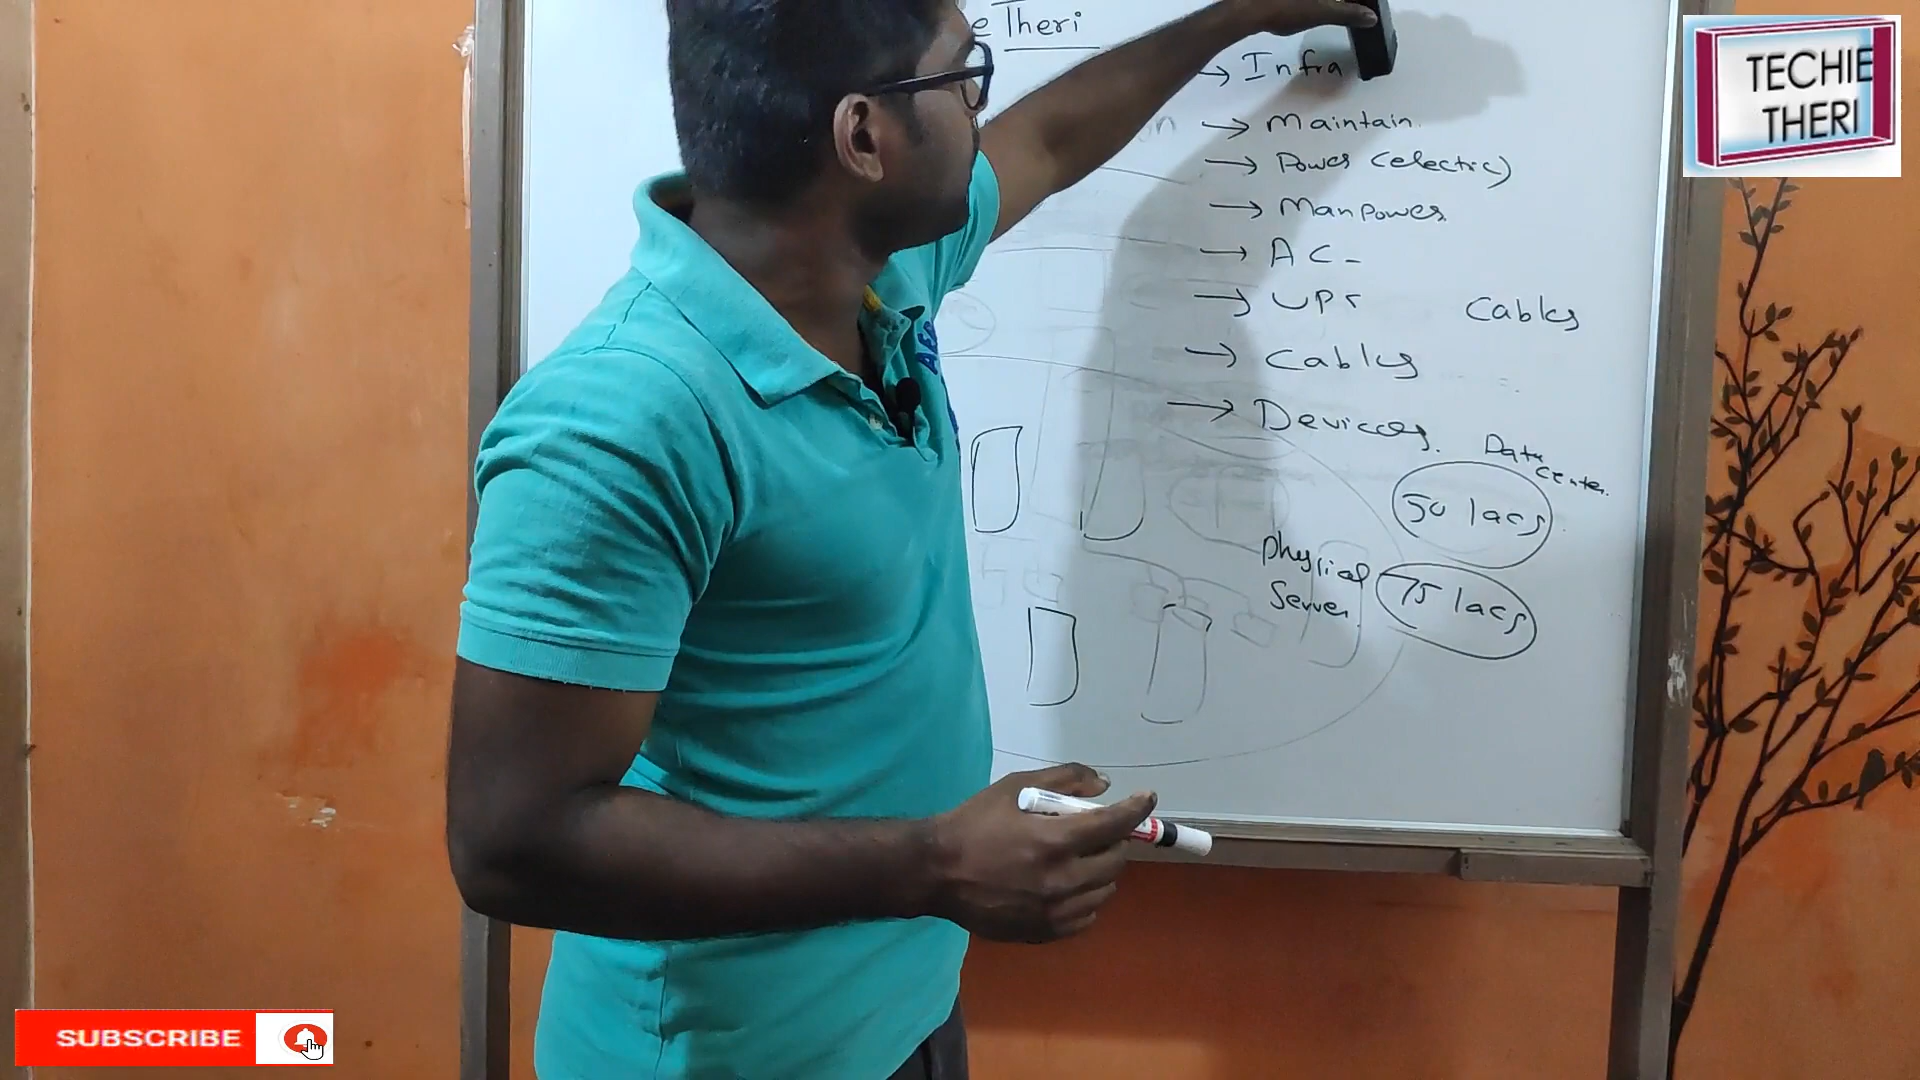 e Theri
→ Infra
→ Maintain
→ Power (electric)
→ Manpower
→ AC -
→ UPS
Cables
→ Cables
→ Devices.
Data
Center.
50 lacs
Physical
Server.
75 lacs
TECHIE
THERI
SUBSCRIBE